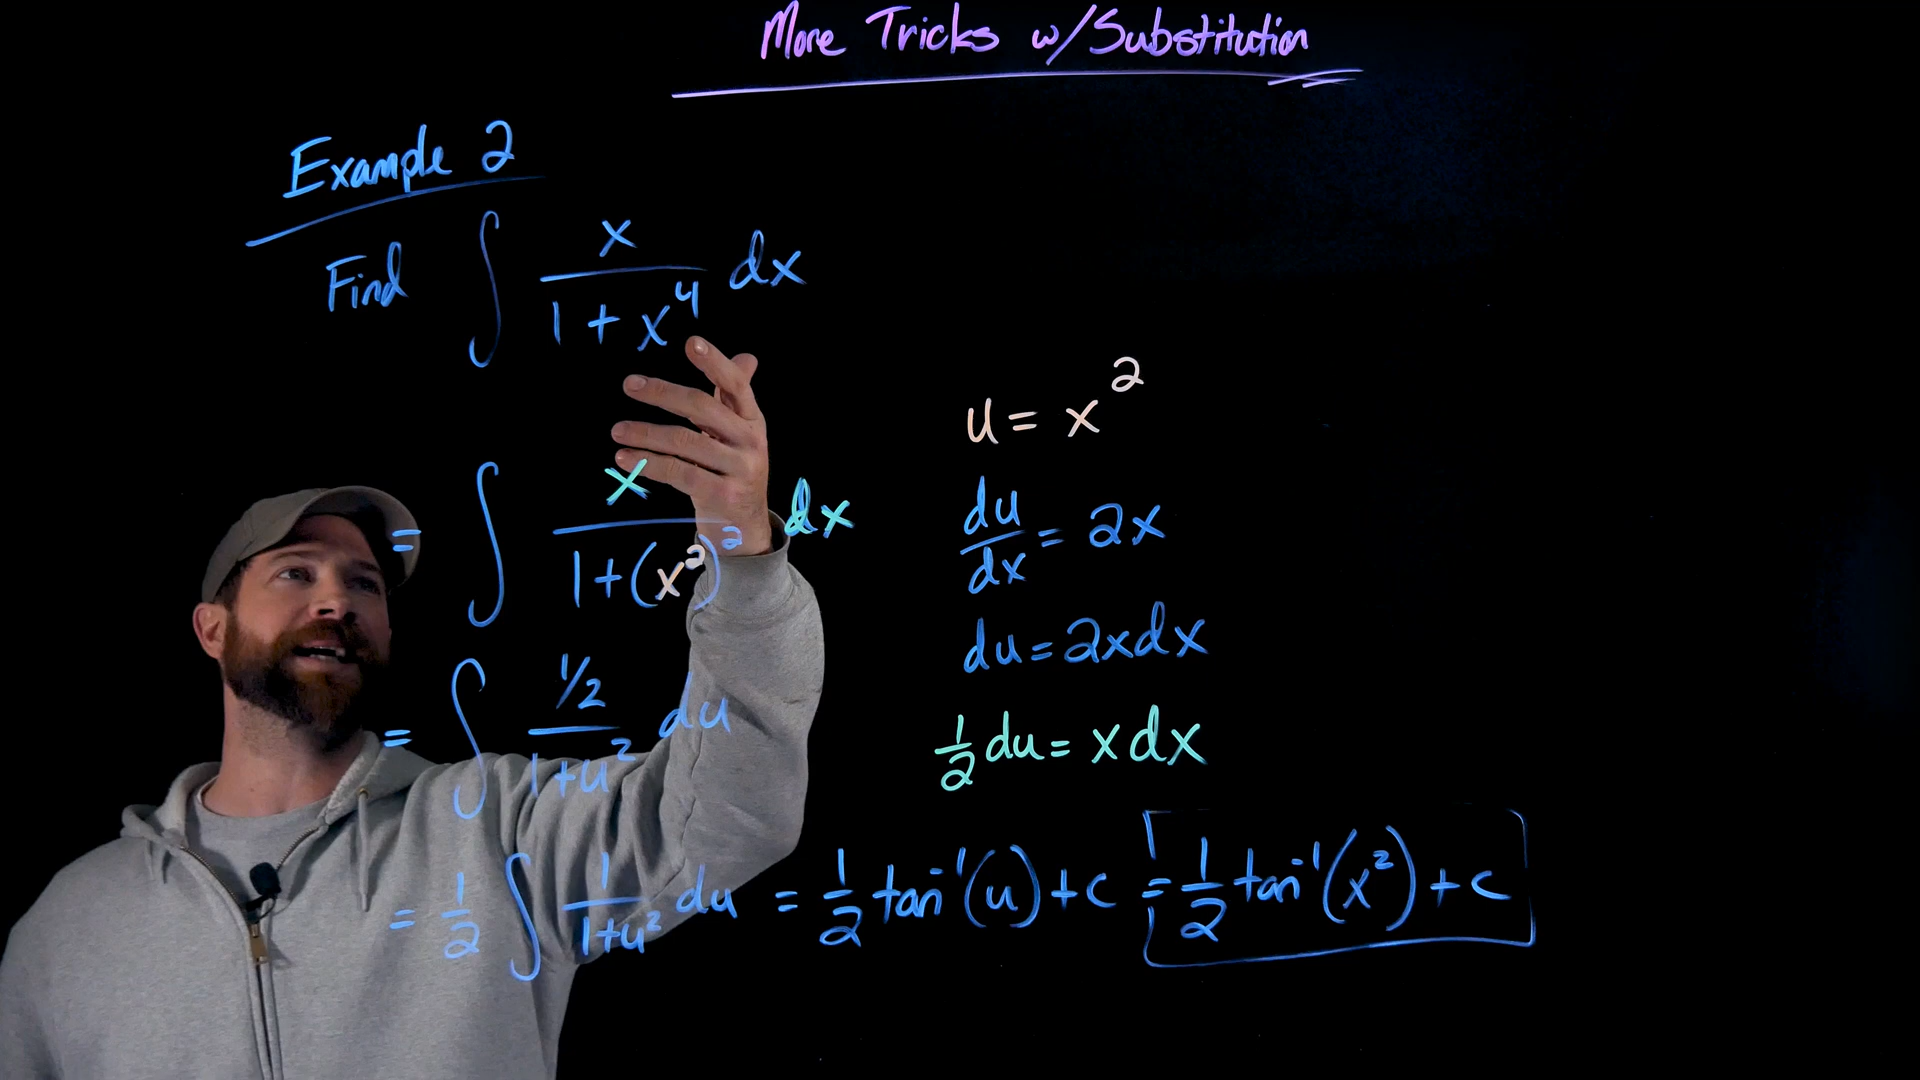 More Tricks w/Substitution
Example 2
Find ∫ x/(1 + x⁴) dx
= ∫ x/(1+(x²)²) dx
= ∫ (1/2)/(1+u²) du
u = x²
du/dx = 2x
du = 2xdx
1/2 du = x dx
= 1/2 ∫ 1/(1+u²) du = 1/2 tan⁻¹(u) + c = 1/2 tan⁻¹(x²) + c